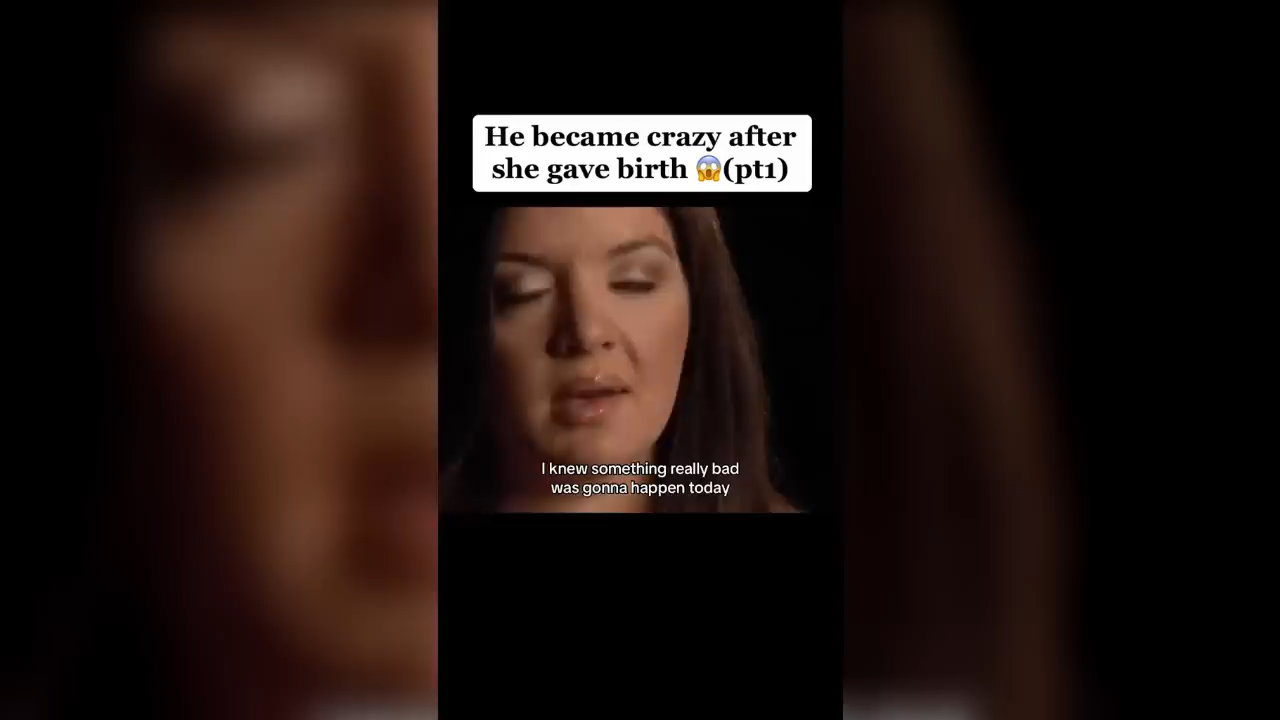 He became crazy after
she gave birth 😱(pt1)
I knew something really bad
was gonna happen today